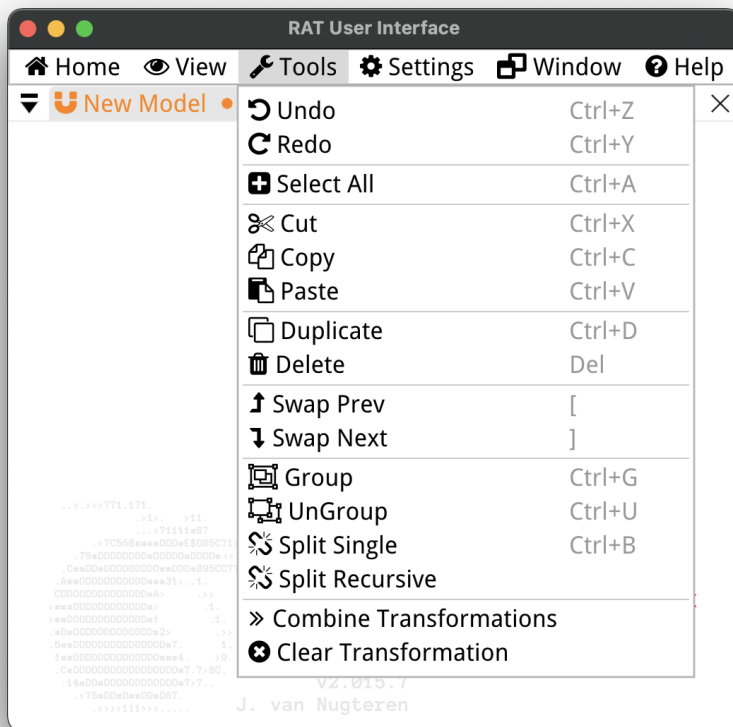 RAT User Interface
Home View Tools Settings Window Help
New Model
Undo Ctrl+Z
Redo Ctrl+Y
Select All Ctrl+A
Cut Ctrl+X
Copy Ctrl+C
Paste Ctrl+V
Duplicate Ctrl+D
Delete Del
Swap Prev [
Swap Next ]
Group Ctrl+G
UnGroup Ctrl+U
Split Single Ctrl+B
Split Recursive
» Combine Transformations
Clear Transformation
v2.015.7
J. van Nugteren